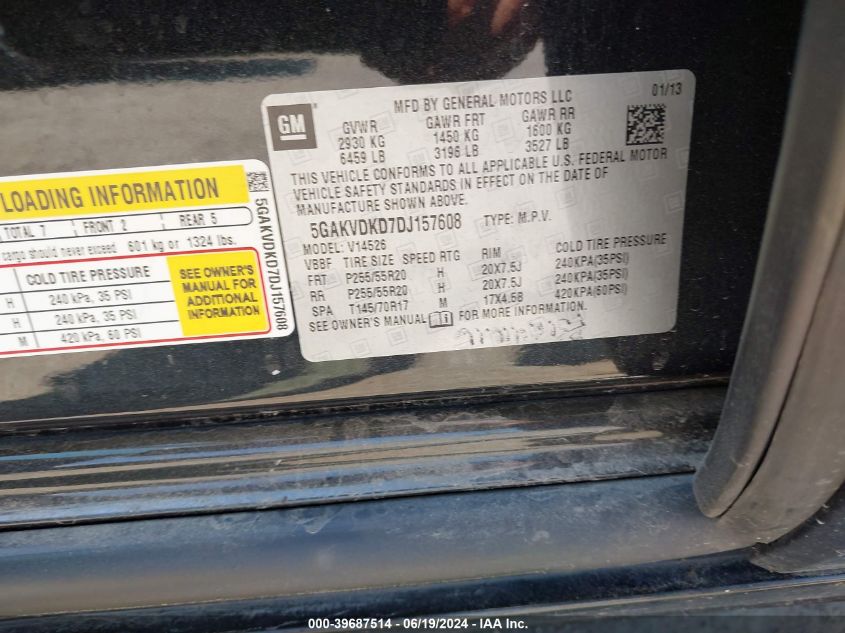 LOADING INFORMATION
TOTAL 7 FRONT 2 REAR 5
cargo should never exceed 601 kg or 1324 lbs.
COLD TIRE PRESSURE
H 240 kPa, 35 PSI
H 240 kPa, 35 PSI
M 420 kPa, 60 PSI
SEE OWNER'S
MANUAL FOR
ADDITIONAL
INFORMATION
5GAKVDKD7DJ157608
GM
MFD BY GENERAL MOTORS LLC 01/13
GVWR GAWR FRT GAWR RR
2930 KG 1450 KG 1600 KG
6459 LB 3196 LB 3527 LB
THIS VEHICLE CONFORMS TO ALL APPLICABLE U.S. FEDERAL MOTOR
VEHICLE SAFETY STANDARDS IN EFFECT ON THE DATE OF
MANUFACTURE SHOWN ABOVE.
5GAKVDKD7DJ157608 TYPE: M.P.V.
MODEL: V14526
VBBF TIRE SIZE SPEED RTG RIM COLD TIRE PRESSURE
FRT P255/55R20 H 20X7.5J 240KPA(35PSI)
RR P255/55R20 H 20X7.5J 240KPA(35PSI)
SPA T145/70R17 M 17X4.5B 420KPA(60PSI)
SEE OWNER'S MANUAL FOR MORE INFORMATION.
000-39687514 - 06/19/2024 - IAA Inc.